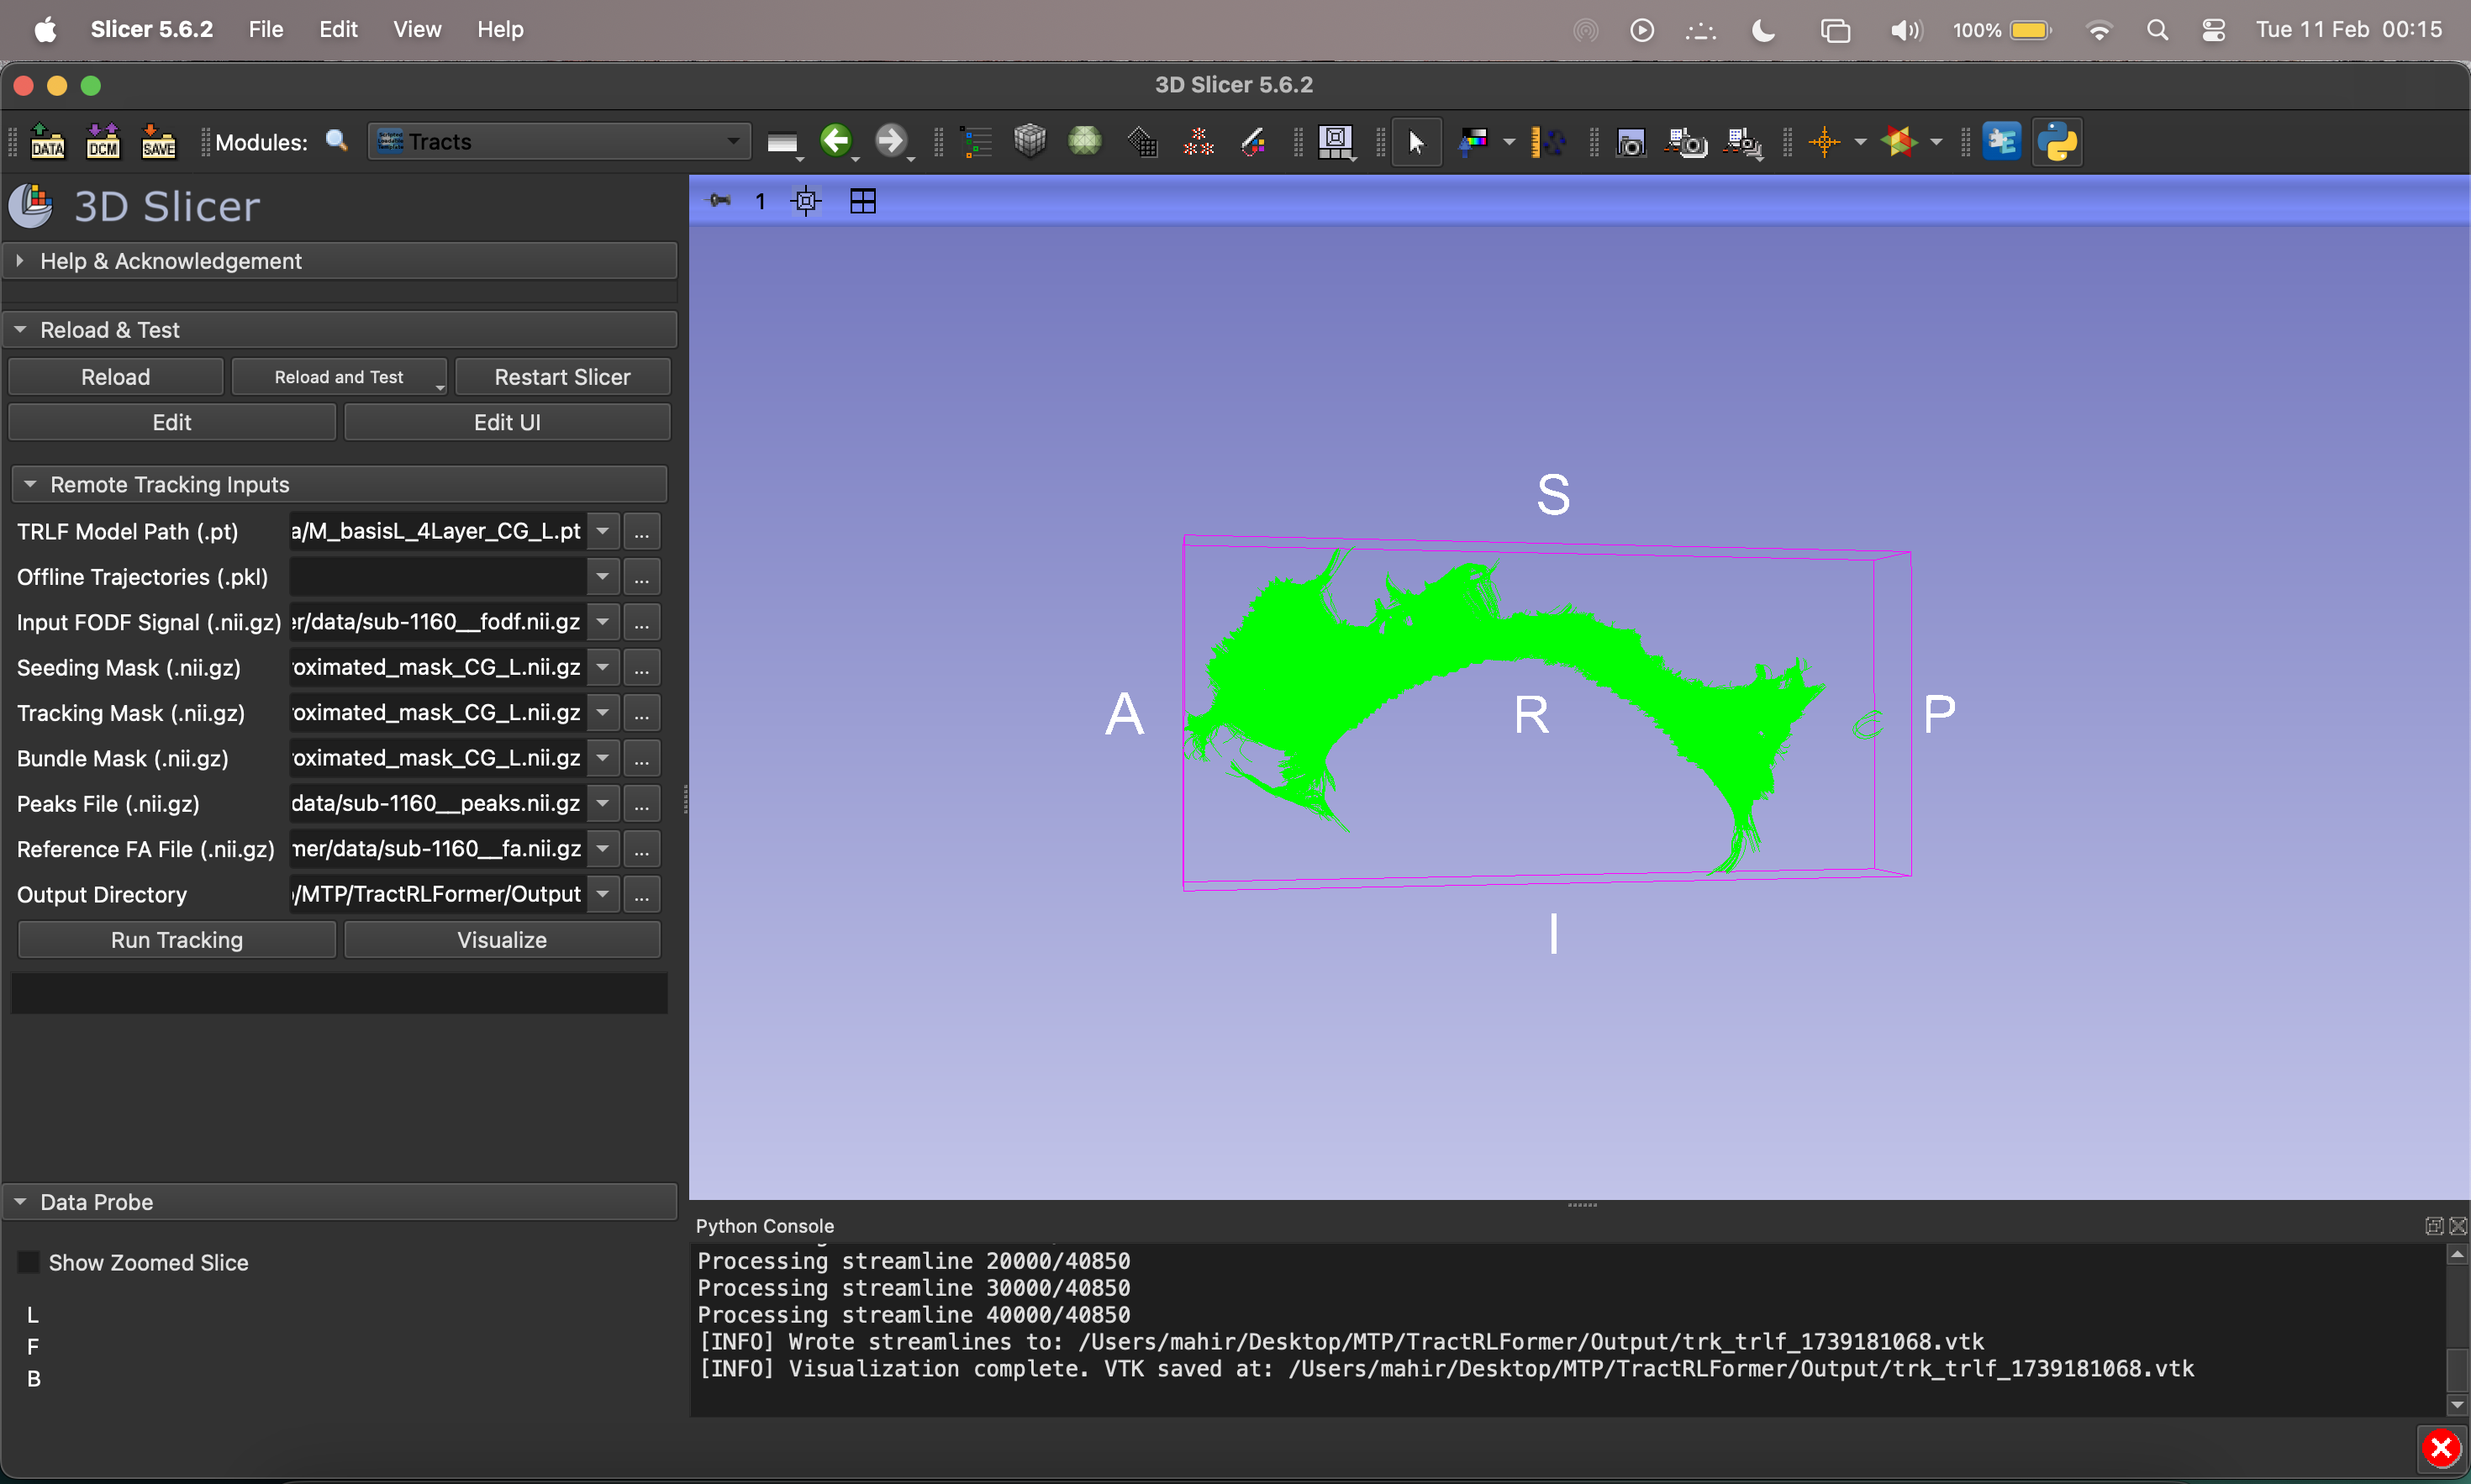 Slicer 5.6.2 File Edit View Help 100% Tue 11 Feb 00:15
3D Slicer 5.6.2
DATA DCM SAVE Modules: Tracts
3D Slicer
1
Help & Acknowledgement
Reload & Test
Reload Reload and Test Restart Slicer
Edit Edit UI
Remote Tracking Inputs
TRLF Model Path (.pt) a/M_basisL_4Layer_CG_L.pt ...
Offline Trajectories (.pkl) ...
Input FODF Signal (.nii.gz) er/data/sub-1160__fodf.nii.gz ...
Seeding Mask (.nii.gz) roximated_mask_CG_L.nii.gz ...
Tracking Mask (.nii.gz) roximated_mask_CG_L.nii.gz ...
Bundle Mask (.nii.gz) roximated_mask_CG_L.nii.gz ...
Peaks File (.nii.gz) data/sub-1160__peaks.nii.gz ...
Reference FA File (.nii.gz) mer/data/sub-1160__fa.nii.gz ...
Output Directory /MTP/TractRLFormer/Output ...
Run Tracking Visualize
S
A R P
I
Data Probe
Show Zoomed Slice
L
F
B
Python Console
Processing streamline 20000/40850
Processing streamline 30000/40850
Processing streamline 40000/40850
[INFO] Wrote streamlines to: /Users/mahir/Desktop/MTP/TractRLFormer/Output/trk_trlf_1739181068.vtk
[INFO] Visualization complete. VTK saved at: /Users/mahir/Desktop/MTP/TractRLFormer/Output/trk_trlf_1739181068.vtk